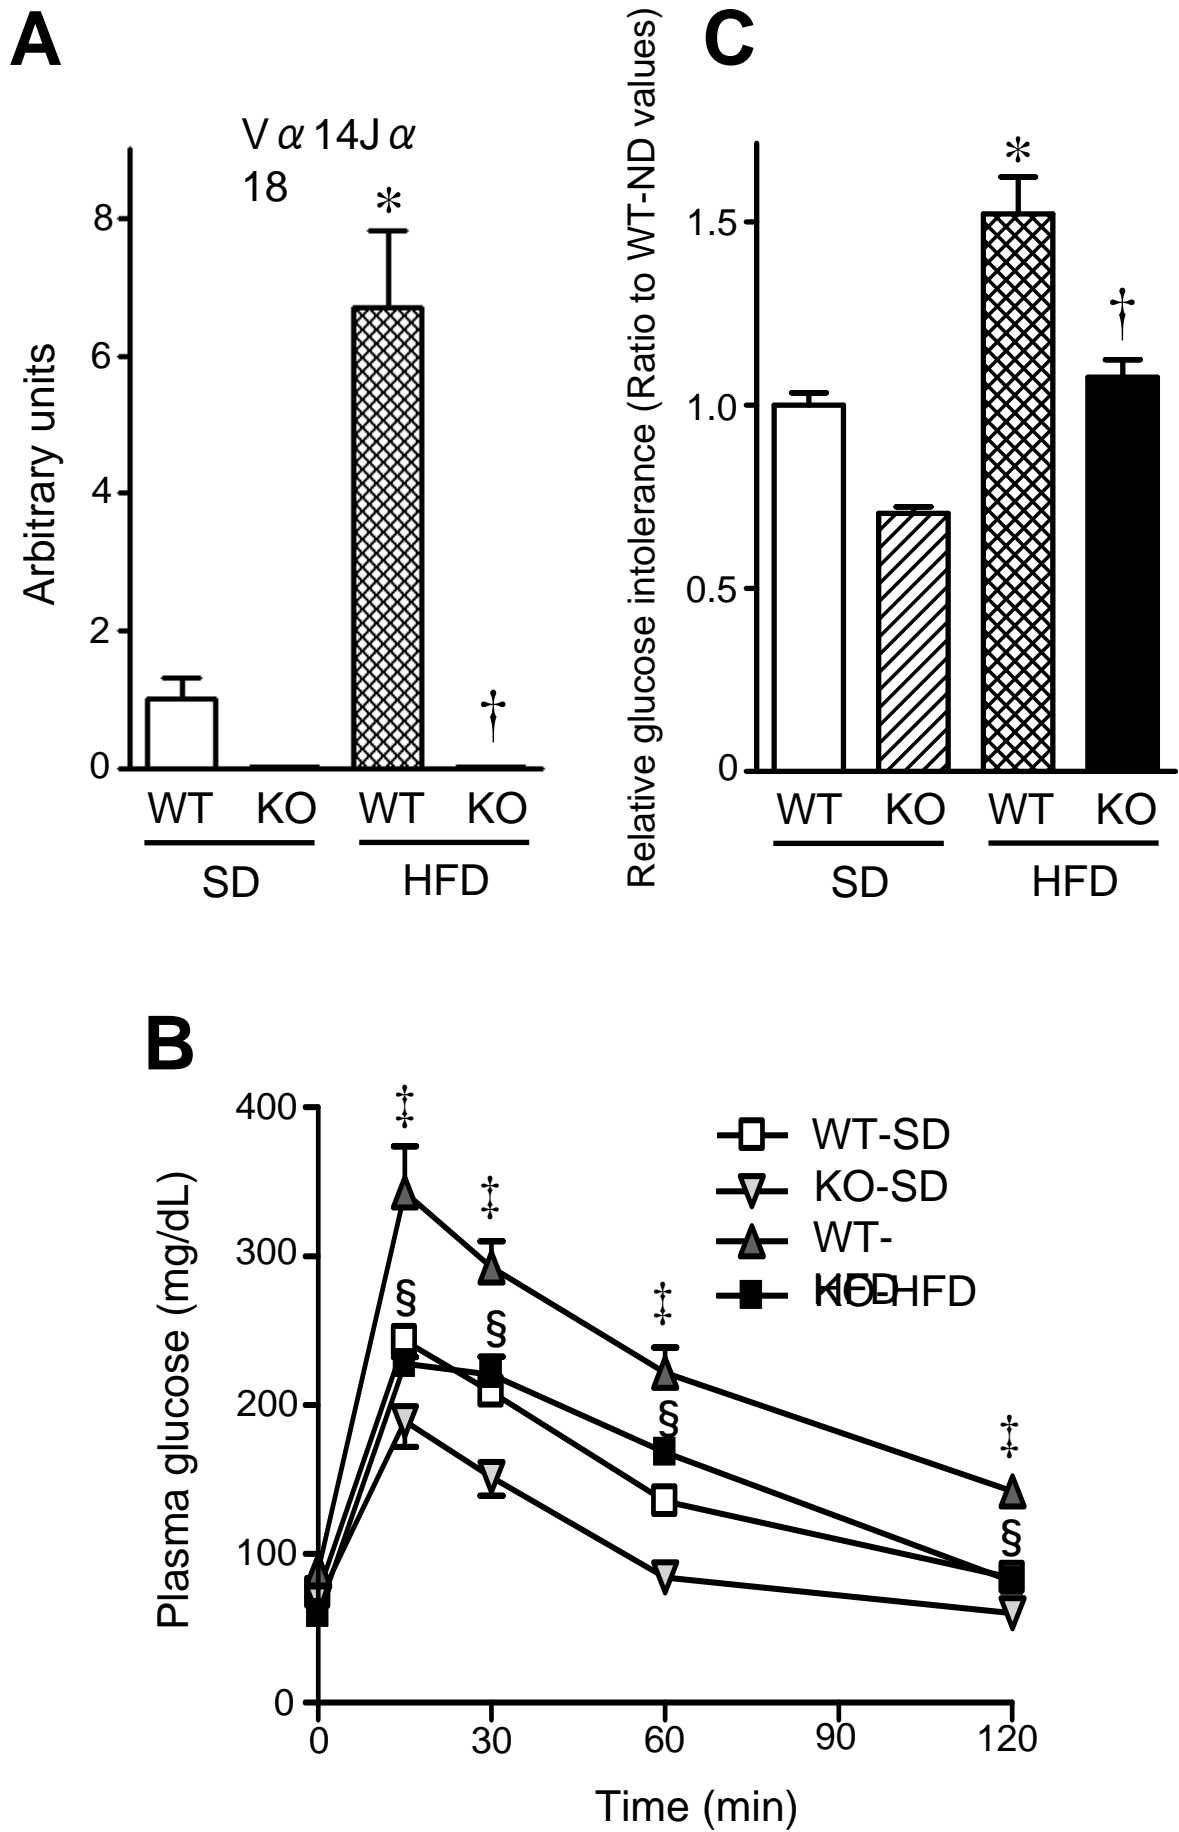 A
Vα14Jα
18
*
†
8
6
4
2
0
Arbitrary units
WT KO WT KO
SD HFD
C
*
†
1.5
1.0
0.5
0
Relative glucose intolerance (Ratio to WT-ND values)
WT KO WT KO
SD HFD
B
400
300
200
100
0
Plasma glucose (mg/dL)
‡
‡
‡
‡
§
§
§
§
WT-SD
KO-SD
WT-
HFD
KO-HFD
0 30 60 90 120
Time (min)